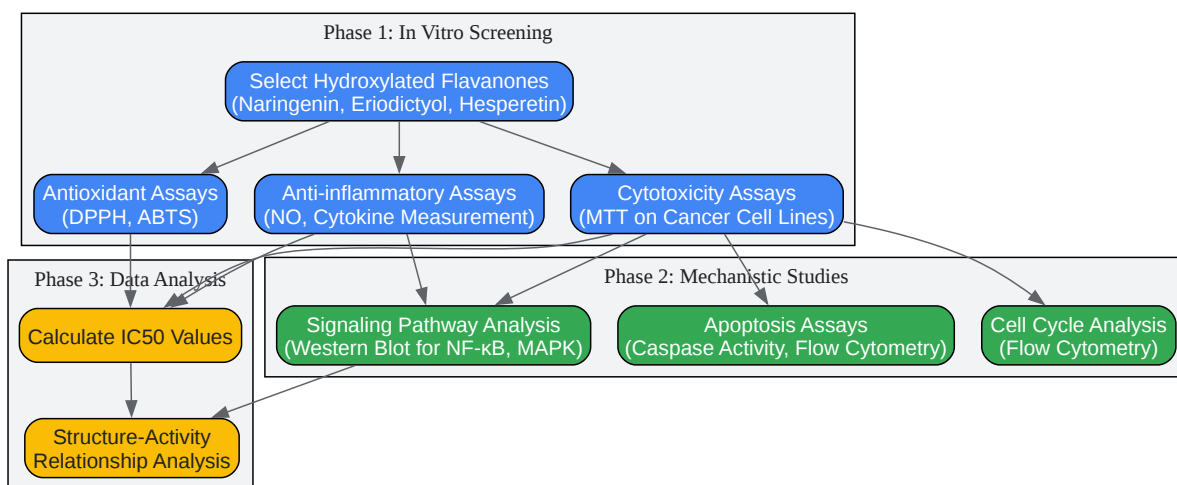 Phase 1: In Vitro Screening
Select Hydroxylated Flavanones
(Naringenin, Eriodictyol, Hesperetin)
Antioxidant Assays
(DPPH, ABTS)
Anti-inflammatory Assays
(NO, Cytokine Measurement)
Cytotoxicity Assays
(MTT on Cancer Cell Lines)
Phase 3: Data Analysis
Calculate IC50 Values
Structure-Activity
Relationship Analysis
Phase 2: Mechanistic Studies
Signaling Pathway Analysis
(Western Blot for NF-κB, MAPK)
Apoptosis Assays
(Caspase Activity, Flow Cytometry)
Cell Cycle Analysis
(Flow Cytometry)